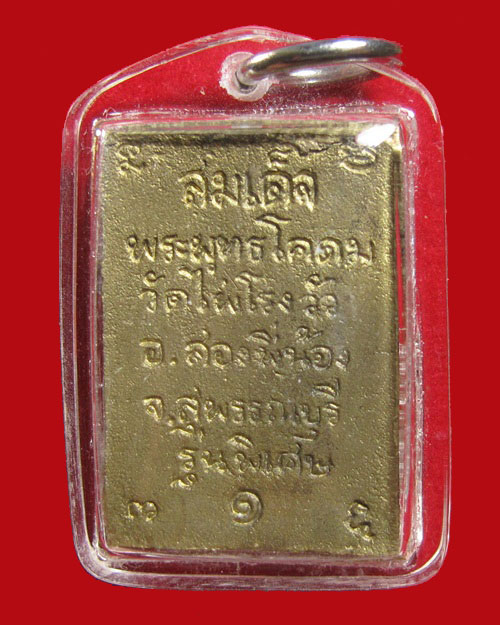 สมเด็จ
พระพุทธโคดม
วัดไผ่โรงวัว
อ.สองพี่น้อง
จ.สุพรรณบุรี
รุ่นพิเศษ
๑